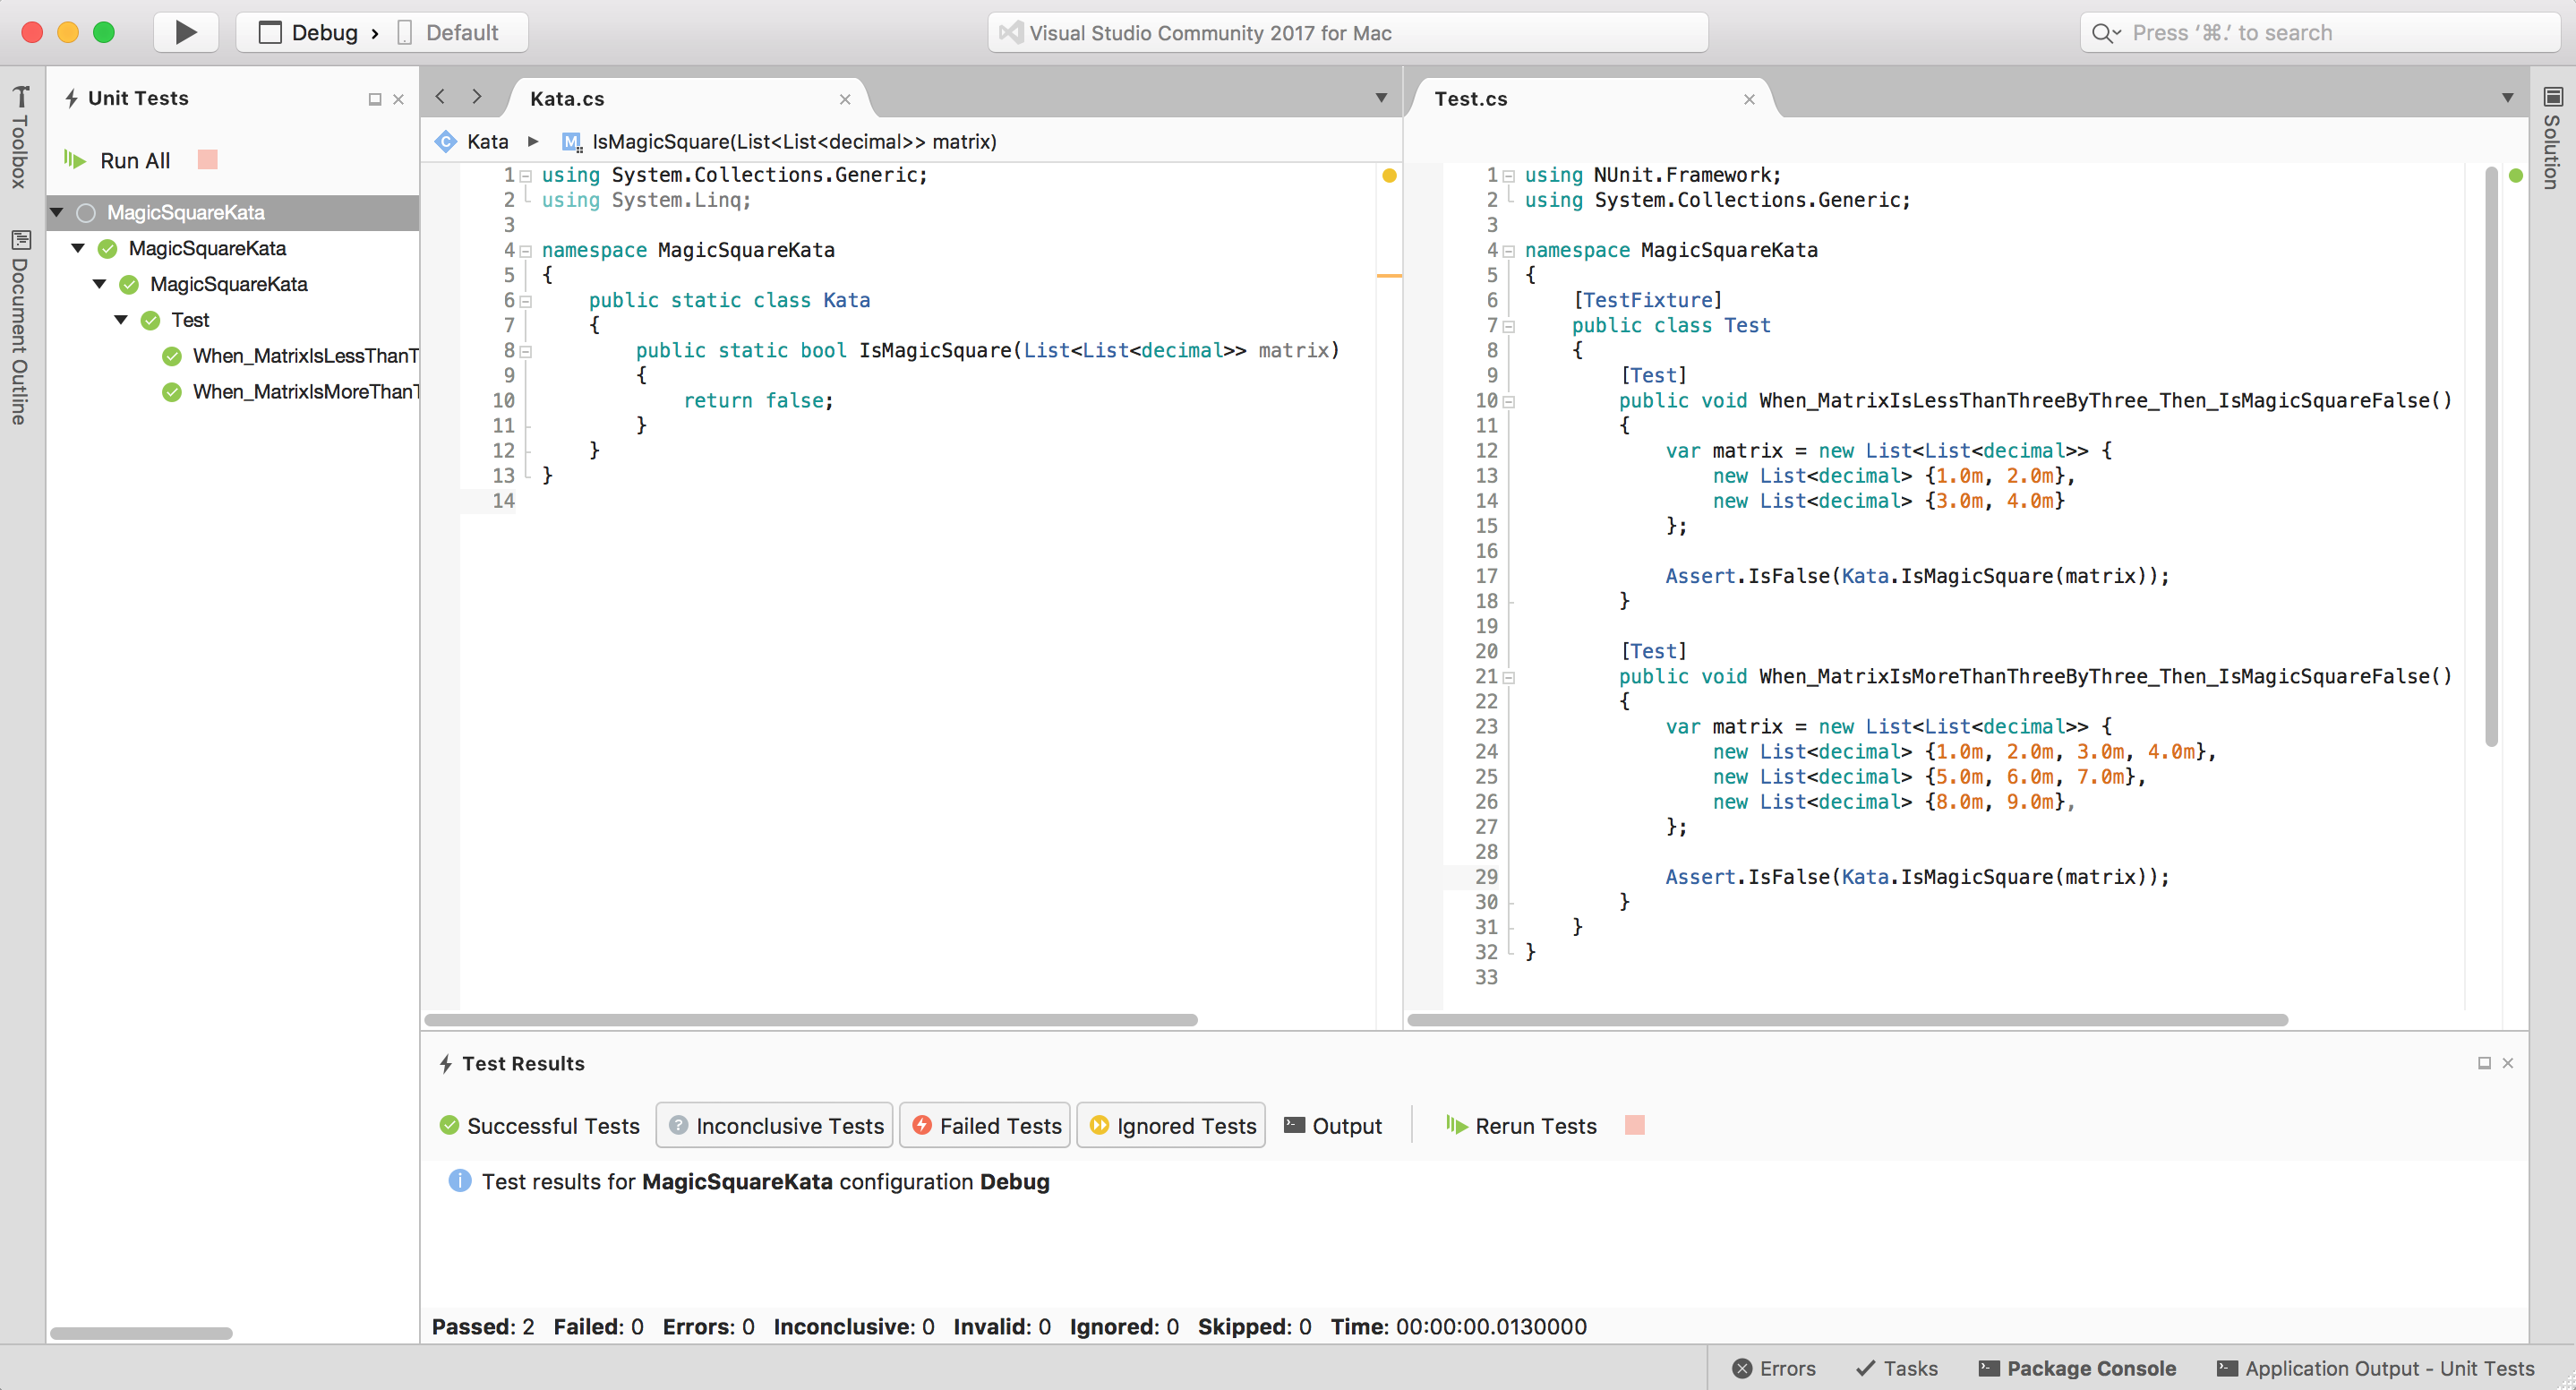 Debug › Default
Visual Studio Community 2017 for Mac
Press ‘⌘.’ to search
Toolbox
Document Outline
Unit Tests
Run All
MagicSquareKata
MagicSquareKata
MagicSquareKata
Test
When_MatrixIsLessThanT
When_MatrixIsMoreThanT
Kata.cs
Kata ▶ M IsMagicSquare(List<List<decimal>> matrix)
1 using System.Collections.Generic;
2 using System.Linq;
3
4 namespace MagicSquareKata
5 {
6     public static class Kata
7     {
8         public static bool IsMagicSquare(List<List<decimal>> matrix)
9         {
10             return false;
11         }
12     }
13 }
14
Test.cs
1 using NUnit.Framework;
2 using System.Collections.Generic;
3
4 namespace MagicSquareKata
5 {
6     [TestFixture]
7     public class Test
8     {
9         [Test]
10         public void When_MatrixIsLessThanThreeByThree_Then_IsMagicSquareFalse()
11         {
12             var matrix = new List<List<decimal>> {
13                 new List<decimal> {1.0m, 2.0m},
14                 new List<decimal> {3.0m, 4.0m}
15             };
16
17             Assert.IsFalse(Kata.IsMagicSquare(matrix));
18         }
19
20         [Test]
21         public void When_MatrixIsMoreThanThreeByThree_Then_IsMagicSquareFalse()
22         {
23             var matrix = new List<List<decimal>> {
24                 new List<decimal> {1.0m, 2.0m, 3.0m, 4.0m},
25                 new List<decimal> {5.0m, 6.0m, 7.0m},
26                 new List<decimal> {8.0m, 9.0m},
27             };
28
29             Assert.IsFalse(Kata.IsMagicSquare(matrix));
30         }
31     }
32 }
33
Solution
Test Results
Successful Tests ? Inconclusive Tests Failed Tests Ignored Tests Output Rerun Tests
i Test results for MagicSquareKata configuration Debug
Passed: 2 Failed: 0 Errors: 0 Inconclusive: 0 Invalid: 0 Ignored: 0 Skipped: 0 Time: 00:00:00.0130000
Errors Tasks Package Console Application Output - Unit Tests